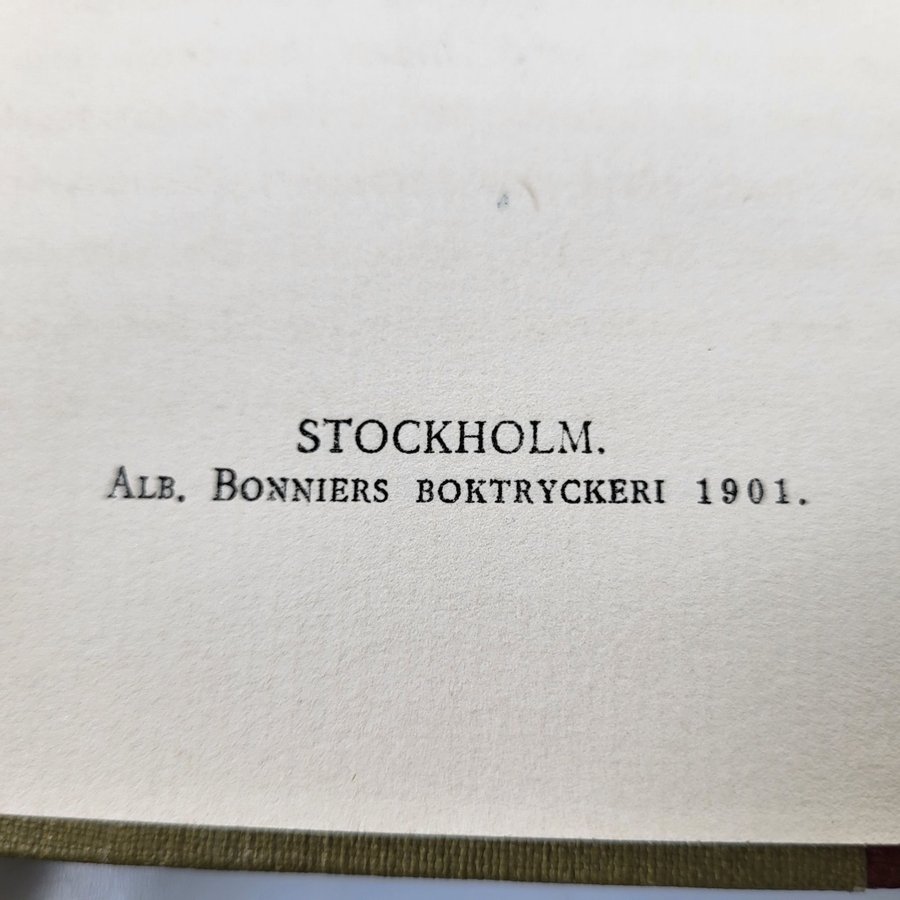 STOCKHOLM.
ALB. BONNIERS BOKTRYCKERI 1901.